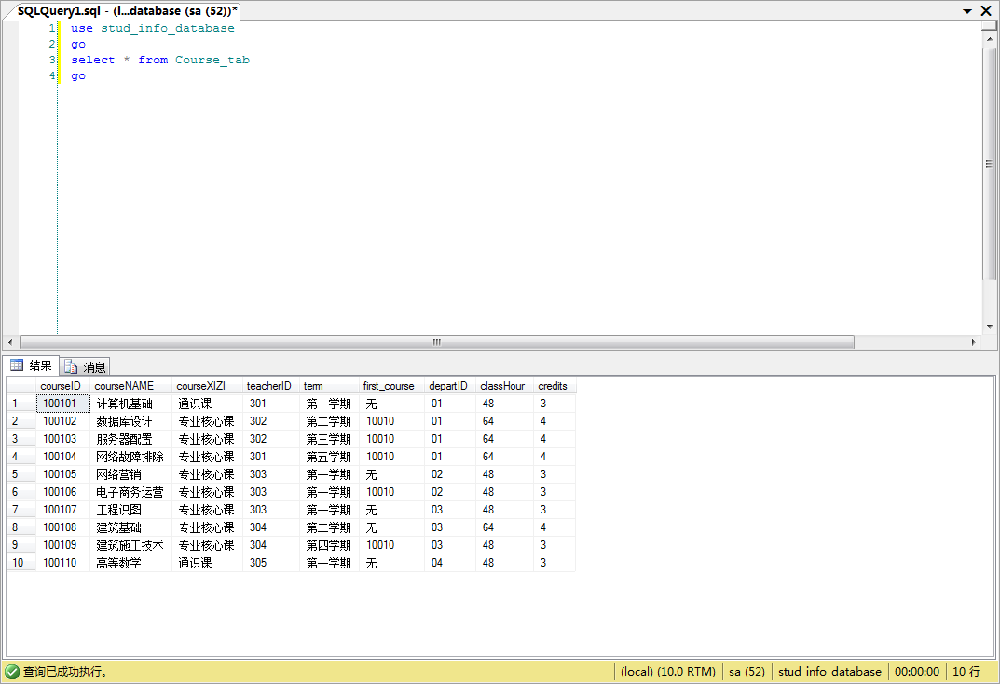 SQLQuery1.sql - (l...database (sa (52))*
1 use stud_info_database
2 go
3 select * from Course_tab
4 go
结果 消息
courseID courseNAME courseXIZI teacherID term first_course departID classHour credits
1 100101 计算机基础 通识课 301 第一学期 无 01 48 3
2 100102 数据库设计 专业核心课 302 第二学期 10010 01 64 4
3 100103 服务器配置 专业核心课 302 第三学期 10010 01 64 4
4 100104 网络故障排除 专业核心课 301 第五学期 10010 01 64 4
5 100105 网络营销 专业核心课 303 第一学期 无 02 48 3
6 100106 电子商务运营 专业核心课 303 第一学期 10010 02 48 3
7 100107 工程识图 专业核心课 303 第一学期 无 03 48 3
8 100108 建筑基础 专业核心课 304 第二学期 无 03 64 4
9 100109 建筑施工技术 专业核心课 304 第四学期 10010 03 48 3
10 100110 高等数学 通识课 305 第一学期 无 04 48 3
查询已成功执行。 (local) (10.0 RTM) sa (52) stud_info_database 00:00:00 10 行